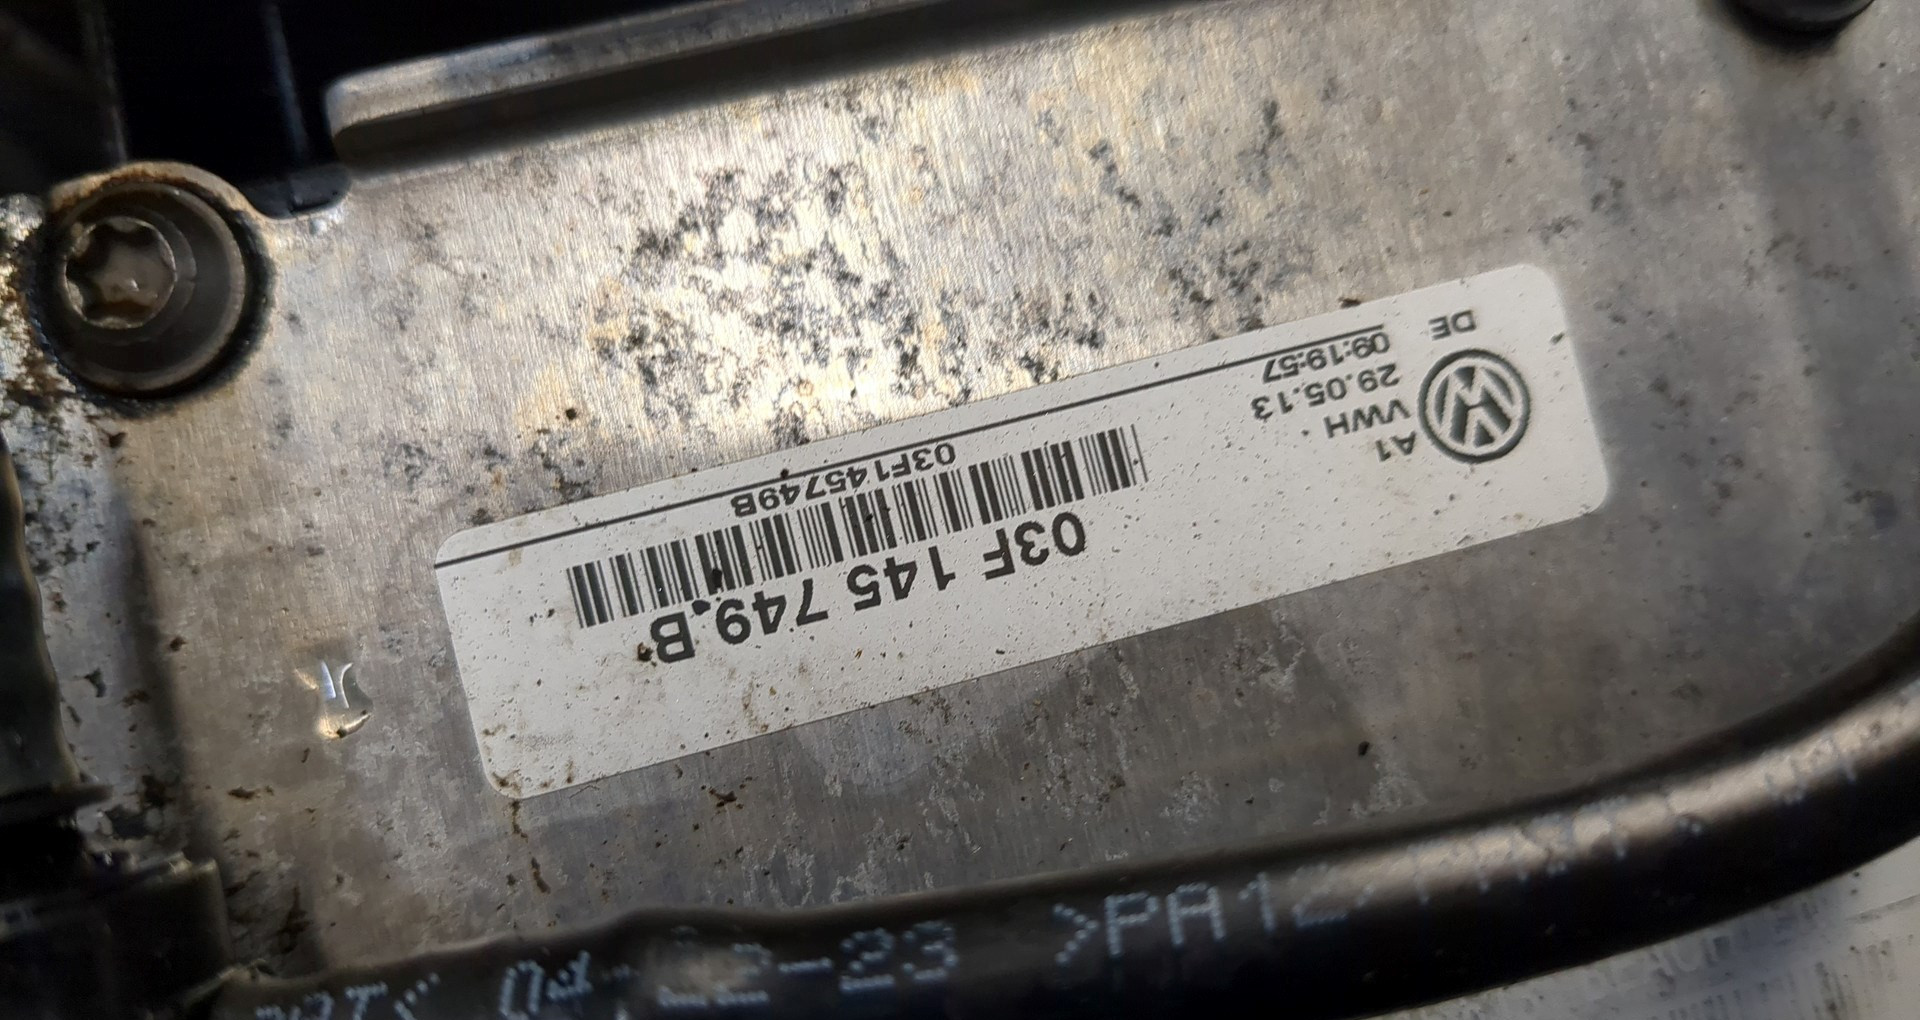 03F 145 749.B
03F145749B
A1
VWH
29.05.13
09:19:57
DE
>PA12